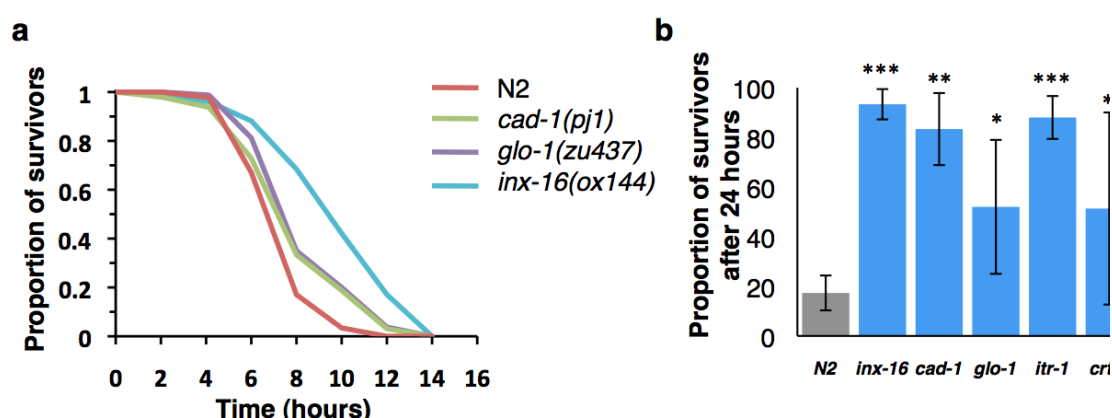 a
Proportion of survivors
1
0.8
0.6
0.4
0.2
0
0 2 4 6 8 10 12 14 16
Time (hours)
N2
cad-1(pj1)
glo-1(zu437)
inx-16(ox144)
b
Proportion of survivors
after 24 hours
100
80
60
40
20
0
*** ** * *** *
N2 inx-16 cad-1 glo-1 itr-1